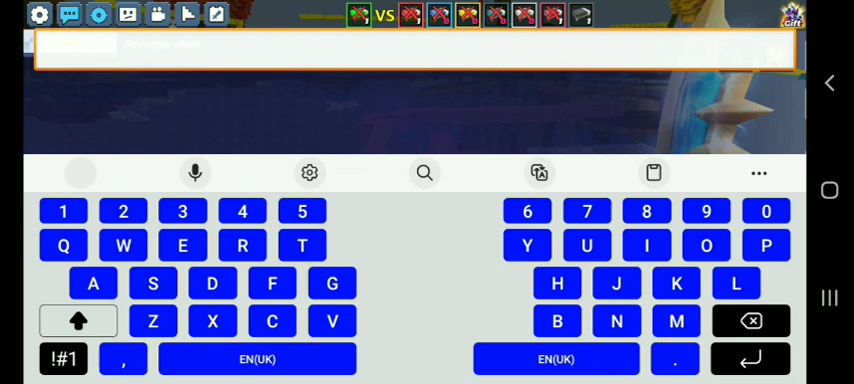 VS
Gift
Private chat
1 2 3 4 5 6 7 8 9 0
Q W E R T Y U I O P
A S D F G H J K L
Z X C V B N M
!#1 , EN(UK) EN(UK) .